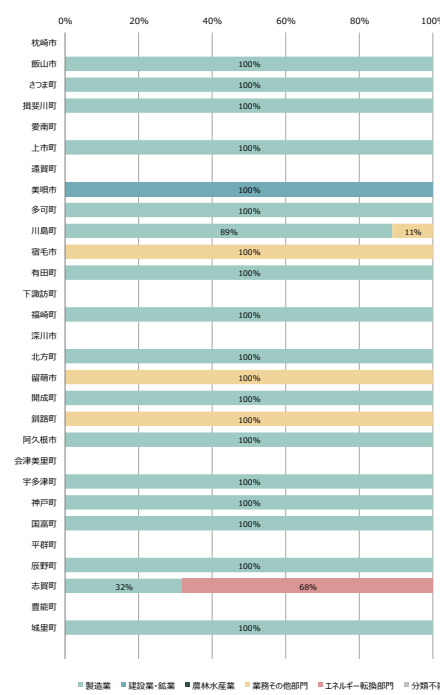 0% 20% 40% 60% 80% 100%
枕崎市
飯山市 100%
さつま町 100%
揖斐川町 100%
愛南町
上市町 100%
遠賀町
美唄市 100%
多可町 100%
川島町 89% 11%
宿毛市 100%
有田町 100%
下諏訪町
福崎町 100%
深川市
北方町 100%
留萌市 100%
開成町 100%
釧路町 100%
阿久根市 100%
会津美里町
宇多津町 100%
神戸町 100%
国富町 100%
平群町
辰野町 100%
志賀町 32% 68%
豊能町
城里町 100%
製造業 建設業・鉱業 農林水産業 業務その他部門 エネルギー転換部門 分類不